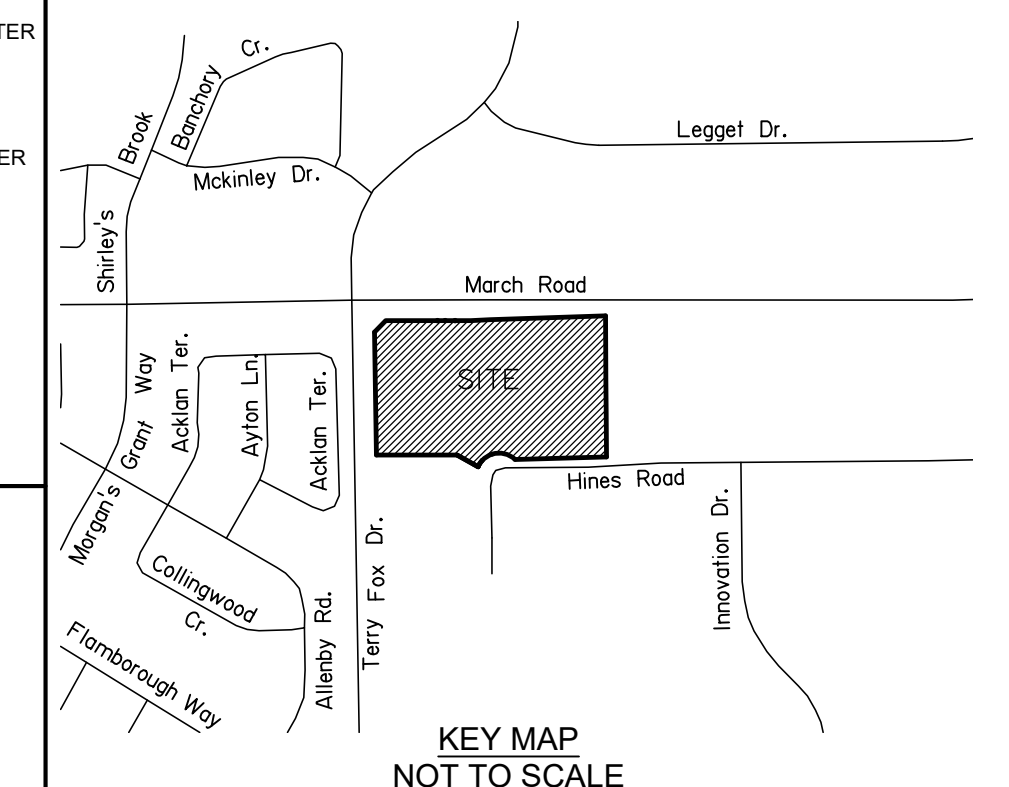 TER
ER
Cr.
Banchory
Brook
Legget Dr.
Mckinley Dr.
Shirley's
March Road
SITE
Grant Way
Acklan Ter.
Ayton Ln.
Acklan Ter.
Hines Road
Morgan's
Innovation Dr.
Terry Fox Dr.
Collingwood
Cr.
Allenby Rd.
Flamborough Way
KEY MAP
NOT TO SCALE